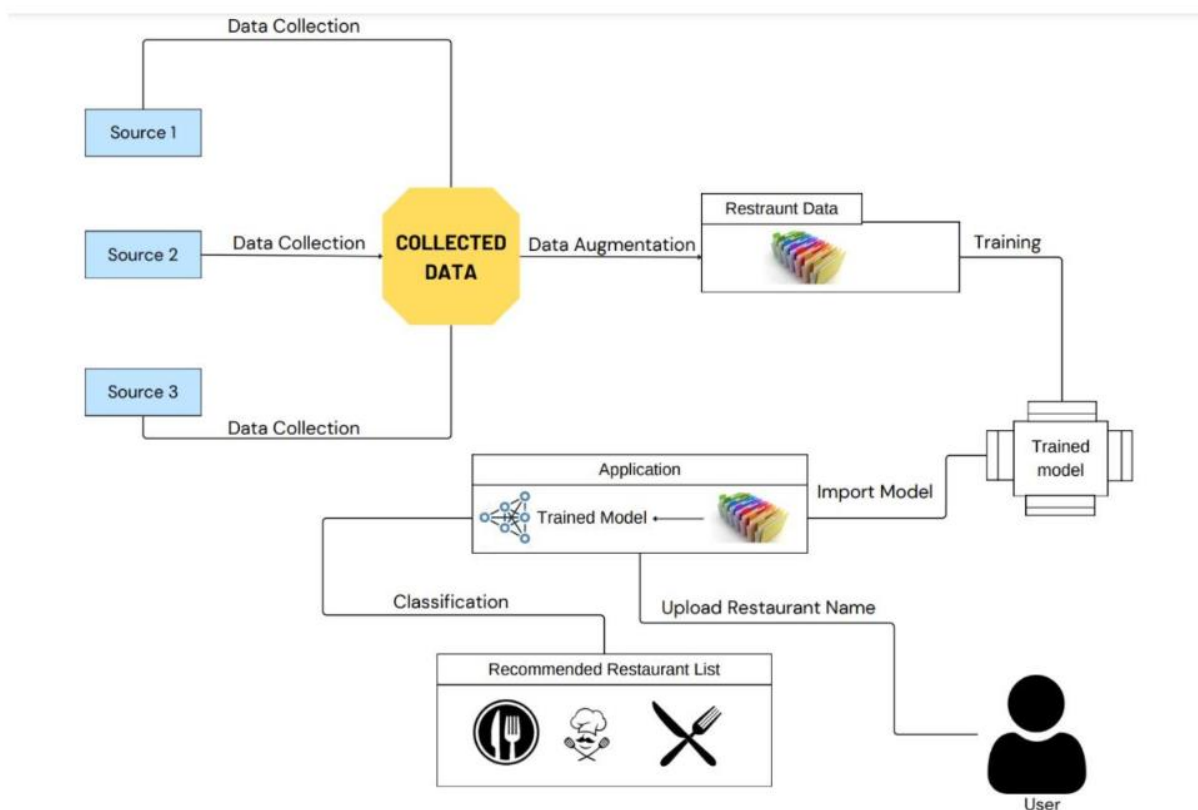 Data Collection
Source 1
Source 2
Data Collection
COLLECTED
DATA
Data Augmentation
Restraunt Data
Training
Source 3
Data Collection
Trained
model
Application
Trained Model
Import Model
Classification
Upload Restaurant Name
Recommended Restaurant List
User